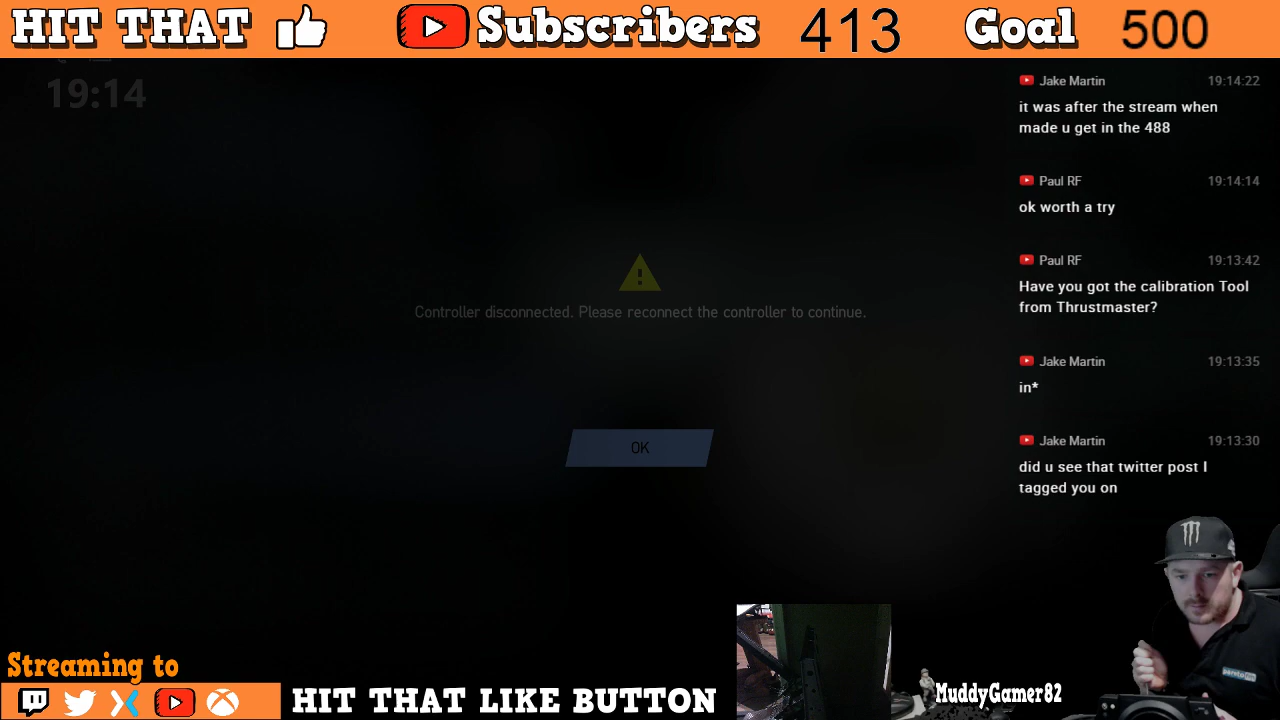 HIT THAT
Subscribers 413
Goal 500
19:14
Controller disconnected. Please reconnect the controller to continue.
OK
Jake Martin 19:14:22
it was after the stream when
made u get in the 488
Paul RF 19:14:14
ok worth a try
Paul RF 19:13:42
Have you got the calibration Tool
from Thrustmaster?
Jake Martin 19:13:35
in*
Jake Martin 19:13:30
did u see that twitter post I
tagged you on
Streaming to
HIT THAT LIKE BUTTON
MuddyGamer82